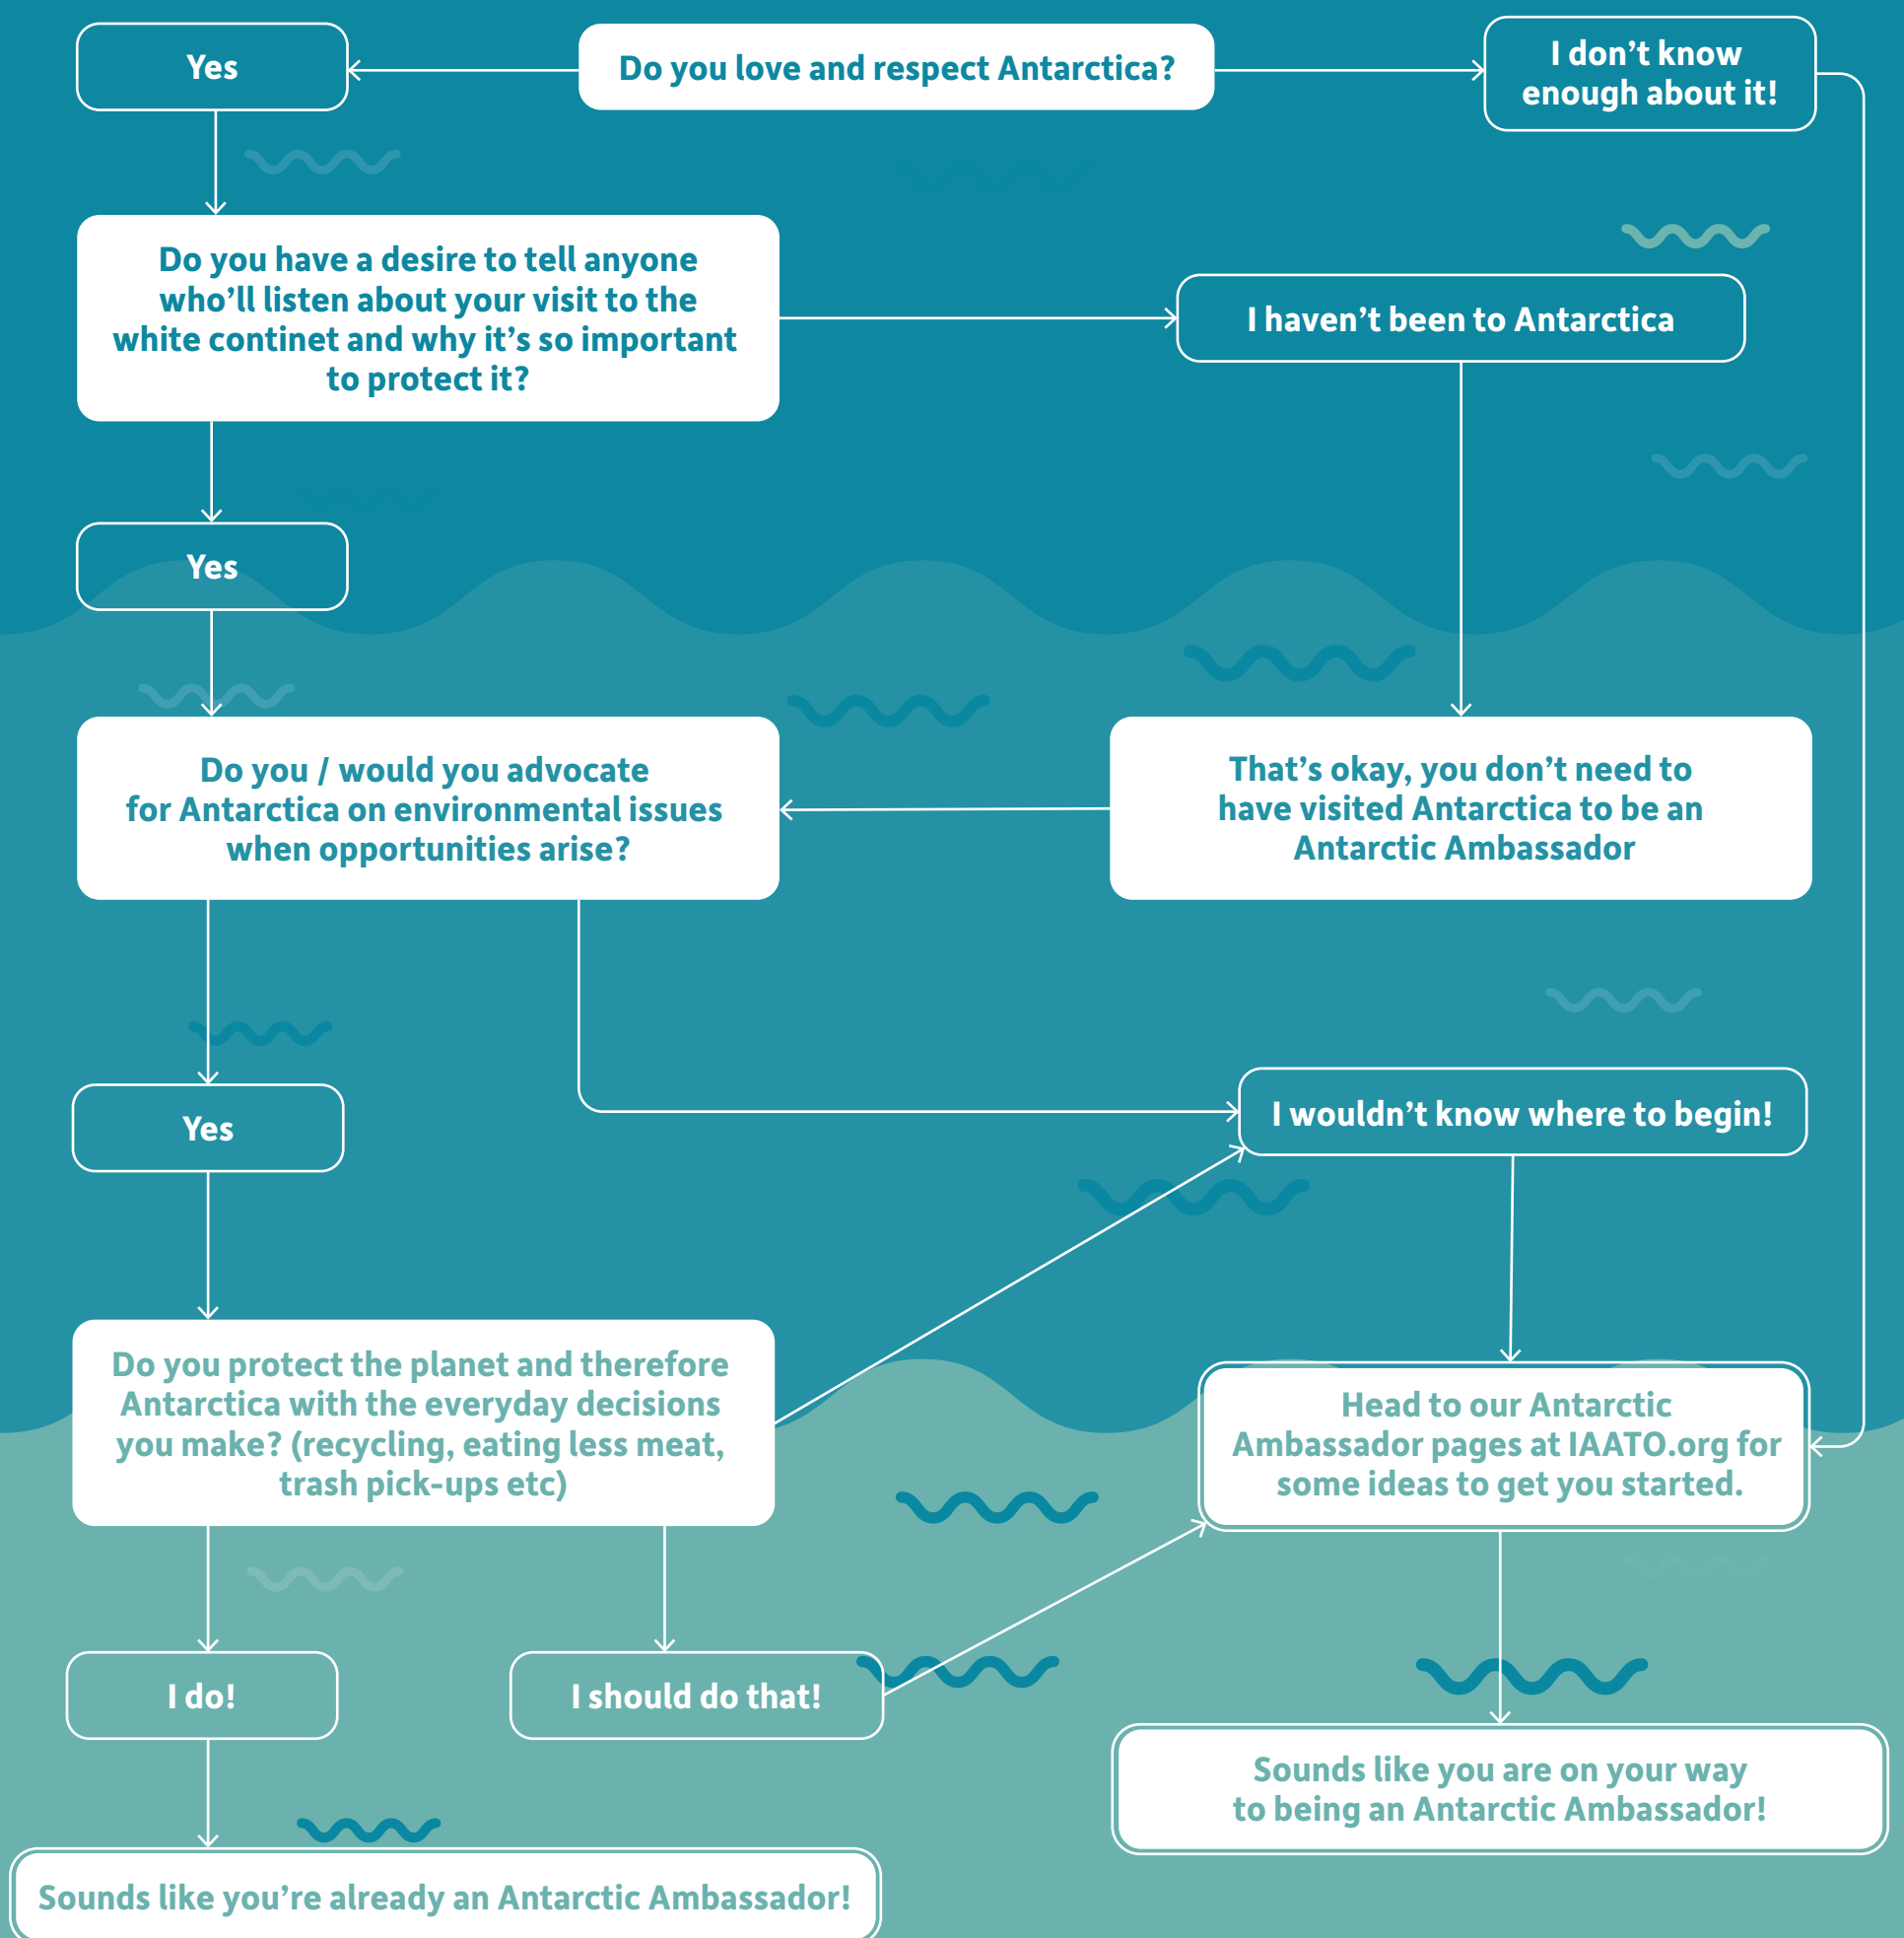 Yes
Do you love and respect Antarctica?
I don’t know
enough about it!
Do you have a desire to tell anyone
who’ll listen about your visit to the
white continet and why it’s so important
to protect it?
I haven’t been to Antarctica
Yes
Do you / would you advocate
for Antarctica on environmental issues
when opportunities arise?
That’s okay, you don’t need to
have visited Antarctica to be an
Antarctic Ambassador
Yes
I wouldn’t know where to begin!
Do you protect the planet and therefore
Antarctica with the everyday decisions
you make? (recycling, eating less meat,
trash pick-ups etc)
Head to our Antarctic
Ambassador pages at IAATO.org for
some ideas to get you started.
I do!
I should do that!
Sounds like you are on your way
to being an Antarctic Ambassador!
Sounds like you’re already an Antarctic Ambassador!